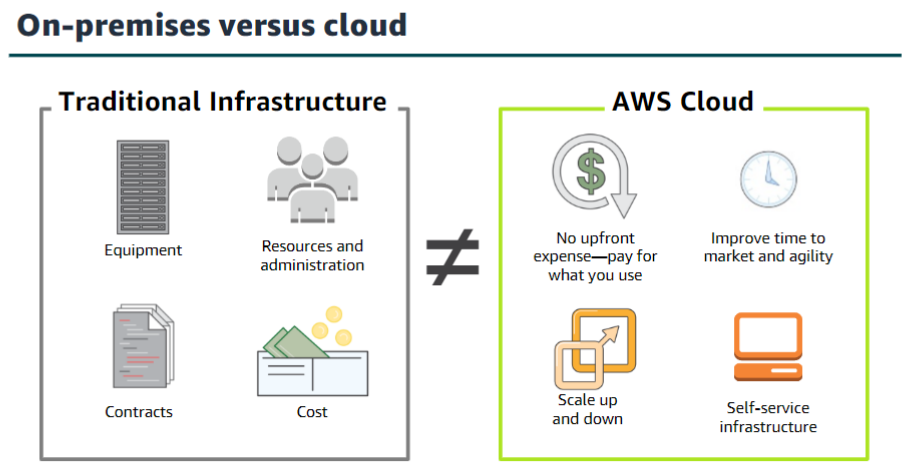 On-premises versus cloud
Traditional Infrastructure
Equipment
Resources and
administration
Contracts
Cost
≠
AWS Cloud
$
No upfront
expense—pay for
what you use
Improve time to
market and agility
Scale up
and down
Self-service
infrastructure